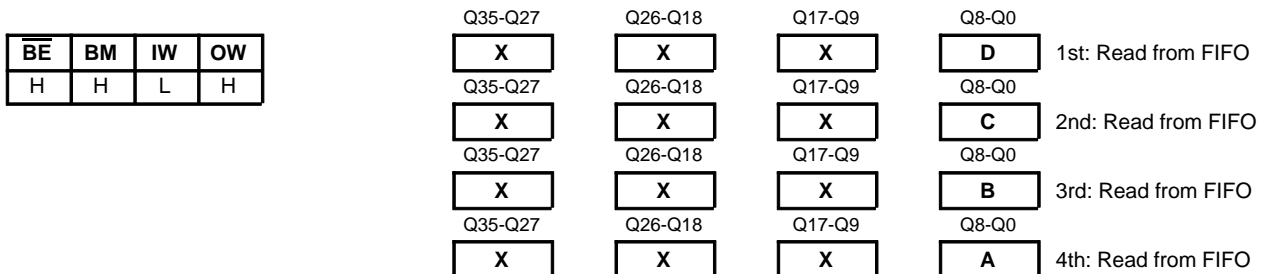 Q35-Q27 Q26-Q18 Q17-Q9 Q8-Q0
BE BM IW OW X X X D 1st: Read from FIFO
H H L H
Q35-Q27 Q26-Q18 Q17-Q9 Q8-Q0
X X X C 2nd: Read from FIFO
Q35-Q27 Q26-Q18 Q17-Q9 Q8-Q0
X X X B 3rd: Read from FIFO
Q35-Q27 Q26-Q18 Q17-Q9 Q8-Q0
X X X A 4th: Read from FIFO